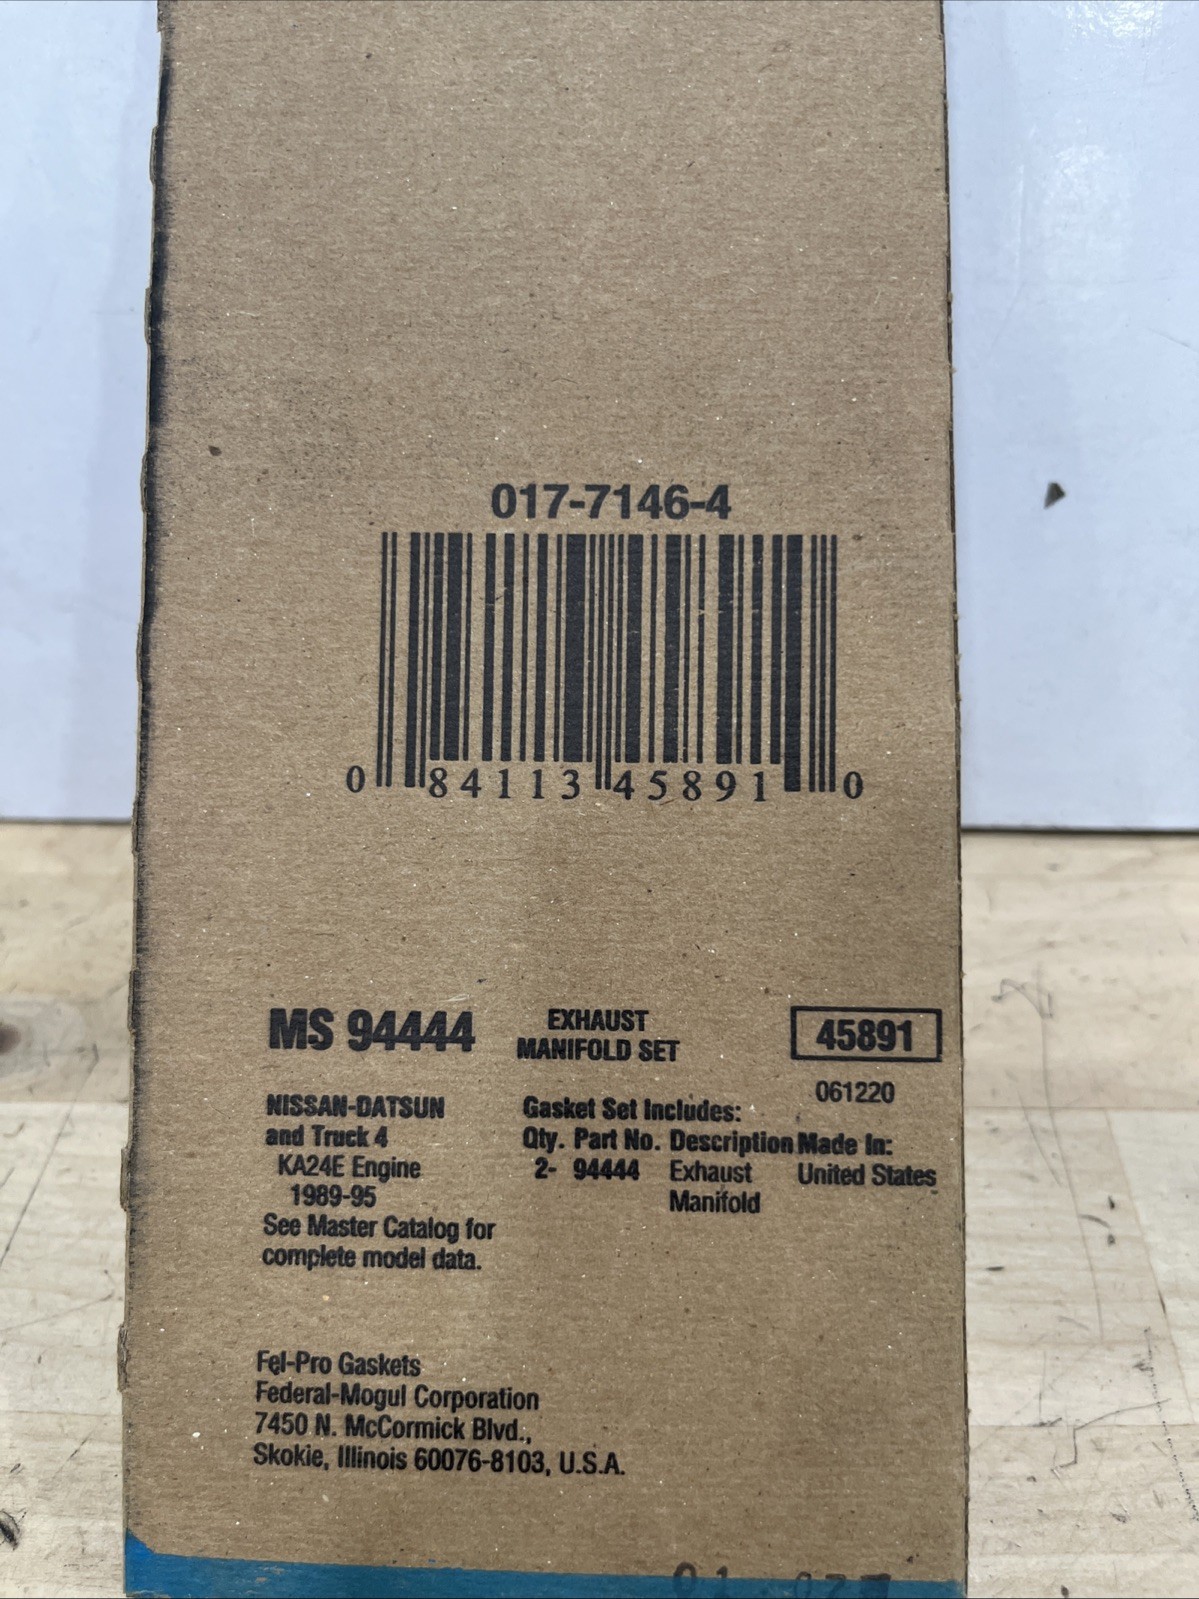 017-7146-4
0 84113 45891 0
MS 94444
EXHAUST
MANIFOLD SET
45891
061220
NISSAN-DATSUN
and Truck 4
KA24E Engine
1989-95
See Master Catalog for
complete model data.
Gasket Set Includes:
Qty. Part No. Description Made In:
2- 94444 Exhaust United States
Manifold
Fel-Pro Gaskets
Federal-Mogul Corporation
7450 N. McCormick Blvd.,
Skokie, Illinois 60076-8103, U.S.A.